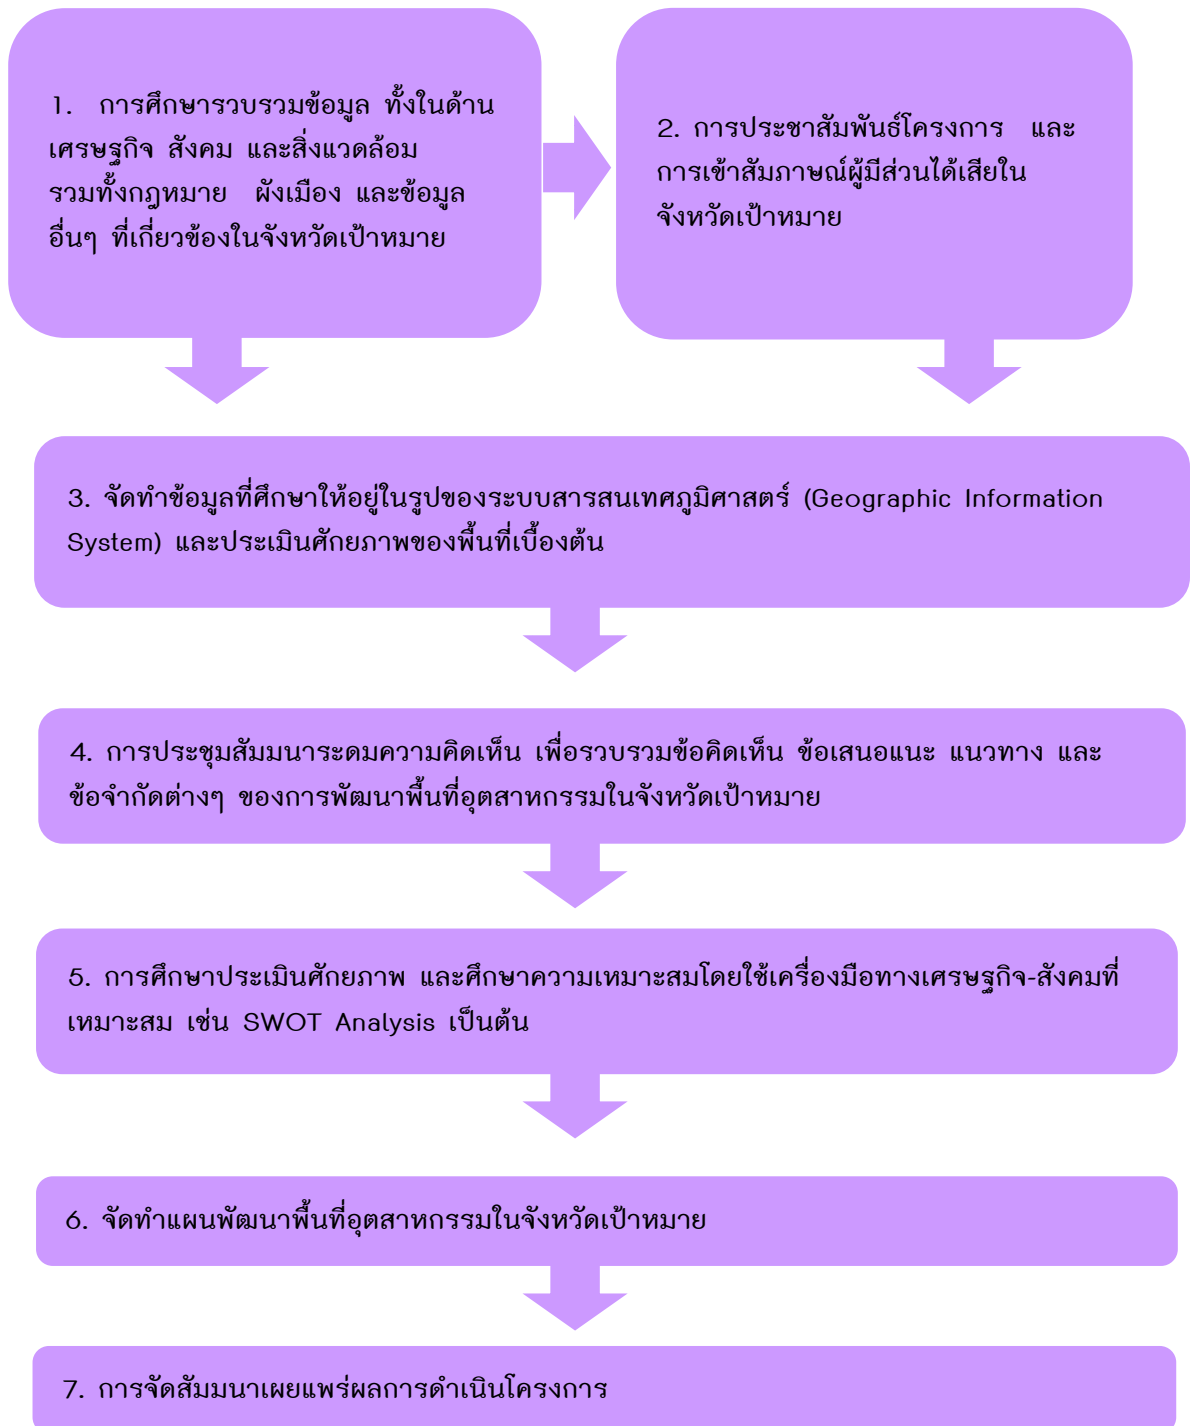 1. การศึกษารวบรวมข้อมูล ทั้งในด้าน
เศรษฐกิจ สังคม และสิ่งแวดล้อม
รวมทั้งกฎหมาย ผังเมือง และข้อมูล
อื่นๆ ที่เกี่ยวข้องในจังหวัดเป้าหมาย
2. การประชาสัมพันธ์โครงการ และ
การเข้าสัมภาษณ์ผู้มีส่วนได้เสียใน
จังหวัดเป้าหมาย
3. จัดทำข้อมูลที่ศึกษาให้อยู่ในรูปของระบบสารสนเทศภูมิศาสตร์ (Geographic Information
System) และประเมินศักยภาพของพื้นที่เบื้องต้น
4. การประชุมสัมมนาระดมความคิดเห็น เพื่อรวบรวมข้อคิดเห็น ข้อเสนอแนะ แนวทาง และ
ข้อจำกัดต่างๆ ของการพัฒนาพื้นที่อุตสาหกรรมในจังหวัดเป้าหมาย
5. การศึกษาประเมินศักยภาพ และศึกษาความเหมาะสมโดยใช้เครื่องมือทางเศรษฐกิจ-สังคมที่
เหมาะสม เช่น SWOT Analysis เป็นต้น
6. จัดทำแผนพัฒนาพื้นที่อุตสาหกรรมในจังหวัดเป้าหมาย
7. การจัดสัมมนาเผยแพร่ผลการดำเนินโครงการ